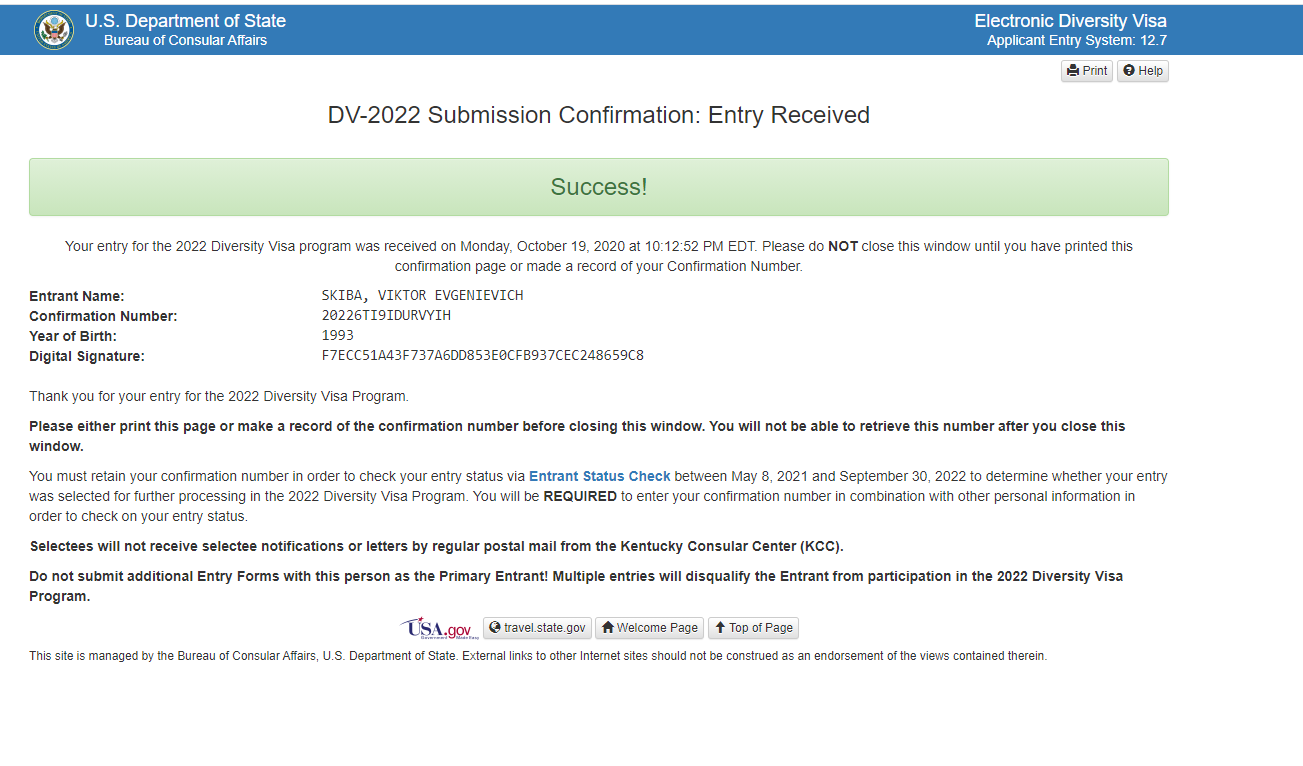 U.S. Department of State
Bureau of Consular Affairs
Electronic Diversity Visa
Applicant Entry System: 12.7
Print
Help
DV-2022 Submission Confirmation: Entry Received
Success!
Your entry for the 2022 Diversity Visa program was received on Monday, October 19, 2020 at 10:12:52 PM EDT. Please do NOT close this window until you have printed this
confirmation page or made a record of your Confirmation Number.
Entrant Name: SKIBA, VIKTOR EVGENIEVICH
Confirmation Number: 20226TI9IDURVYIH
Year of Birth: 1993
Digital Signature: F7ECC51A43F737A6DD853E0CFB937CEC248659C8
Thank you for your entry for the 2022 Diversity Visa Program.
Please either print this page or make a record of the confirmation number before closing this window. You will not be able to retrieve this number after you close this
window.
You must retain your confirmation number in order to check your entry status via Entrant Status Check between May 8, 2021 and September 30, 2022 to determine whether your entry
was selected for further processing in the 2022 Diversity Visa Program. You will be REQUIRED to enter your confirmation number in combination with other personal information in
order to check on your entry status.
Selectees will not receive selectee notifications or letters by regular postal mail from the Kentucky Consular Center (KCC).
Do not submit additional Entry Forms with this person as the Primary Entrant! Multiple entries will disqualify the Entrant from participation in the 2022 Diversity Visa
Program.
USA.gov
Government Made Easy
travel.state.gov
Welcome Page
Top of Page
This site is managed by the Bureau of Consular Affairs, U.S. Department of State. External links to other Internet sites should not be construed as an endorsement of the views contained therein.